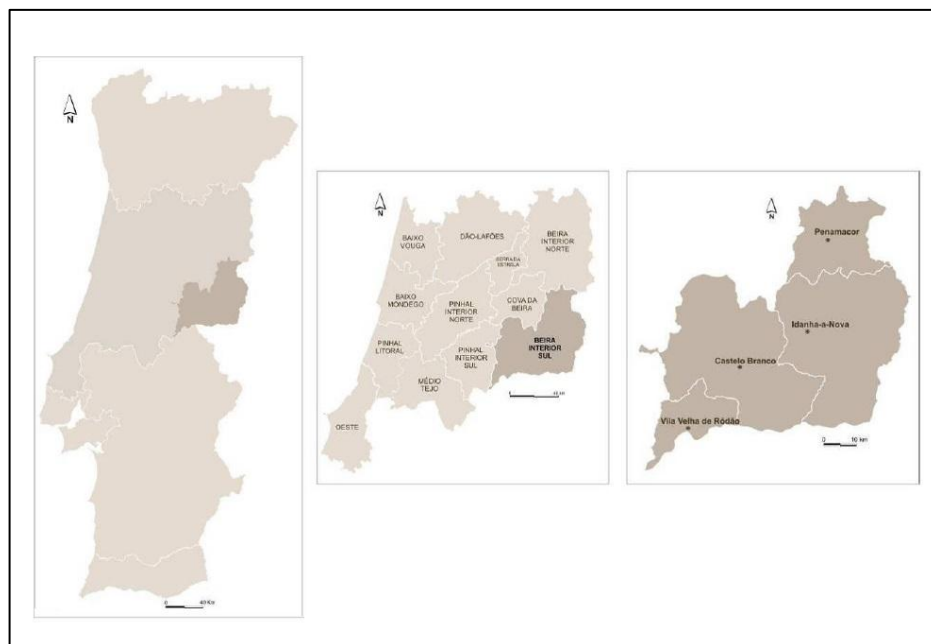 N
0 40 Km
N
BAIXO
VOUGA
DÃO-LAFÕES
BEIRA
INTERIOR
NORTE
SERRA DA
ESTRELA
BAIXO
MONDEGO
PINHAL
INTERIOR
NORTE
COVA DA
BEIRA
PINHAL
LITORAL
PINHAL
INTERIOR
SUL
BEIRA
INTERIOR
SUL
MÉDIO
TEJO
OESTE
N
Penamacor
Idanha-a-Nova
Castelo Branco
Vila Velha de Ródão
0 10 km